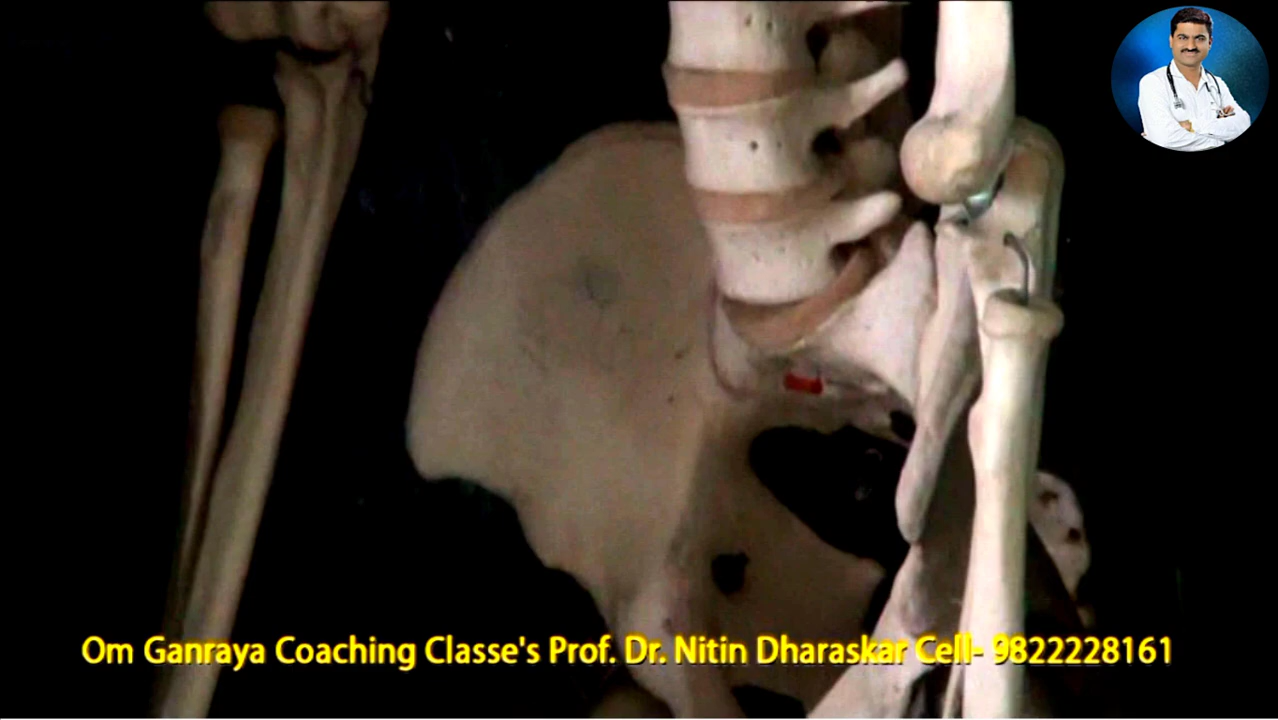 Om Ganraya Coaching Classe's Prof. Dr. Nitin Dharaskar Cell- 9822228161